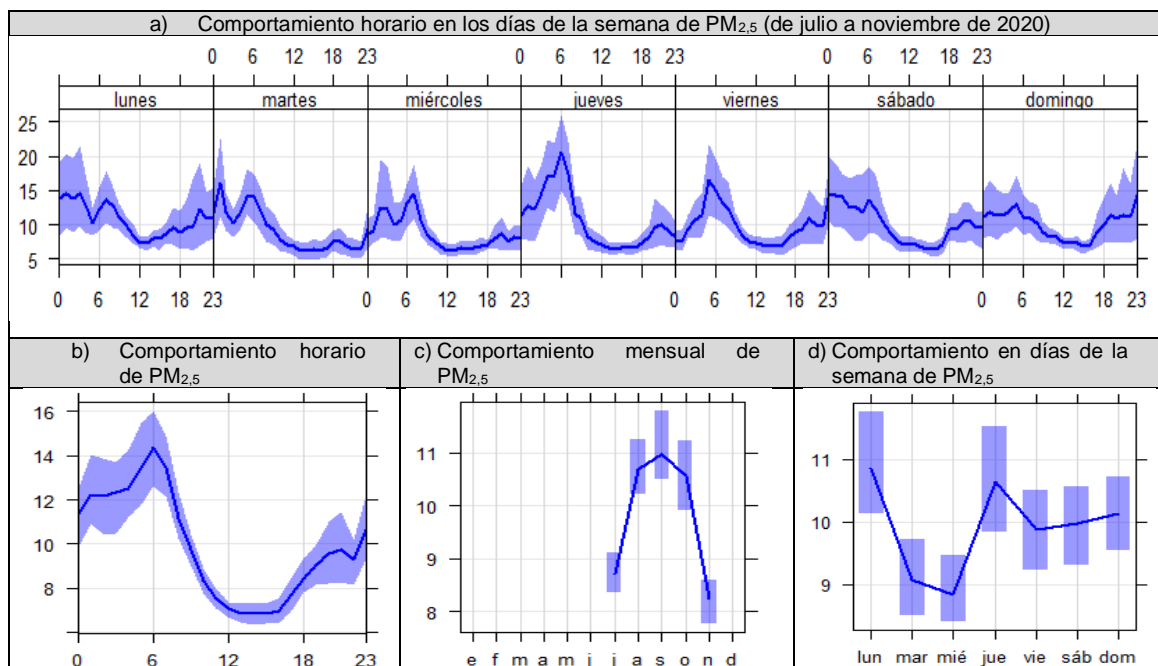 a) Comportamiento horario en los días de la semana de PM2,5 (de julio a noviembre de 2020)
0 6 12 18 23 0 6 12 18 23 0 6 12 18 23
lunes martes miércoles jueves viernes sábado domingo
25
20
15
10
5
0 6 12 18 23 0 6 12 18 23 0 6 12 18 23 0 6 12 18 23
b) Comportamiento horario
de PM2,5
16
14
12
10
8
0 6 12 23
c) Comportamiento mensual de
PM2,5
11
10
9
8
e f m a m j j a s o n d
d) Comportamiento en días de la
semana de PM2,5
11
10
9
lun mar mié jue vie sáb dom